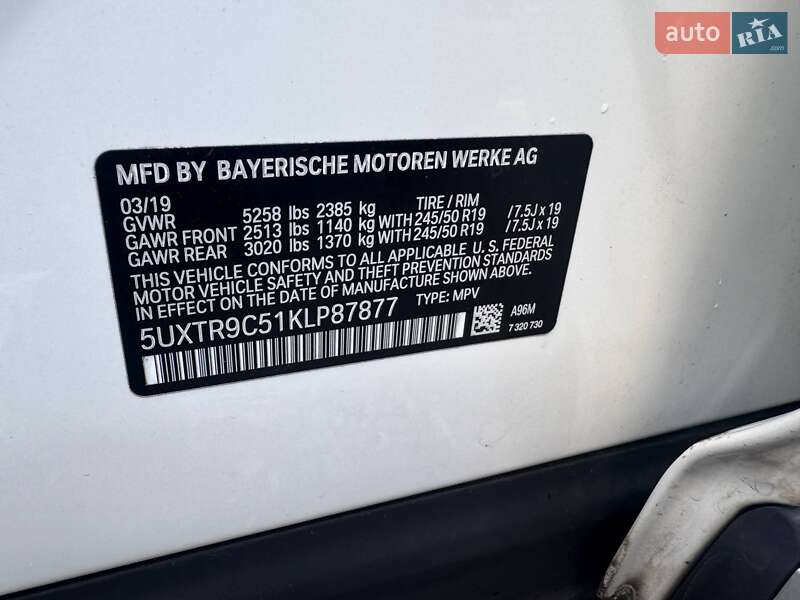 auto RIA .com
MFD BY BAYERISCHE MOTOREN WERKE AG
03/19 TIRE / RIM
GVWR 5258 lbs 2385 kg
GAWR FRONT 2513 lbs 1140 kg WITH 245/50 R19 /7.5J x 19
GAWR REAR 3020 lbs 1370 kg WITH 245/50 R19 /7.5J x 19
THIS VEHICLE CONFORMS TO ALL APPLICABLE U. S. FEDERAL
MOTOR VEHICLE SAFETY AND THEFT PREVENTION STANDARDS
IN EFFECT ON THE DATE OF MANUFACTURE SHOWN ABOVE.
5UXTR9C51KLP87877 TYPE: MPV
A96M
7 320 730